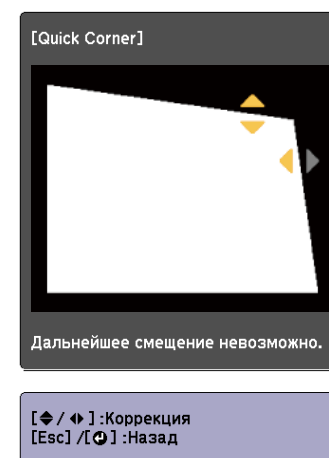 [Quick Corner]
Дальнейшее смещение невозможно.
[◆/◀▶]:Коррекция
[Esc] /[⏎]:Назад